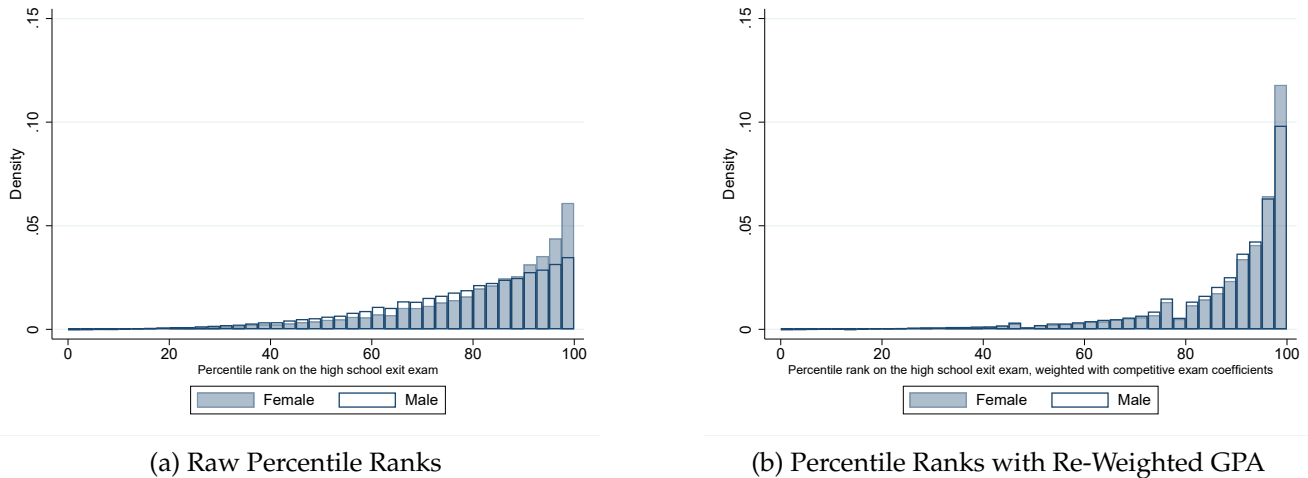 .15
.10
.05
0
Density
0 20 40 60 80 100
Percentile rank on the high school exit exam
Female Male
(a) Raw Percentile Ranks
.15
.10
.05
0
Density
0 20 40 60 80 100
Percentile rank on the high school exit exam, weighted with competitive exam coefficients
Female Male
(b) Percentile Ranks with Re-Weighted GPA